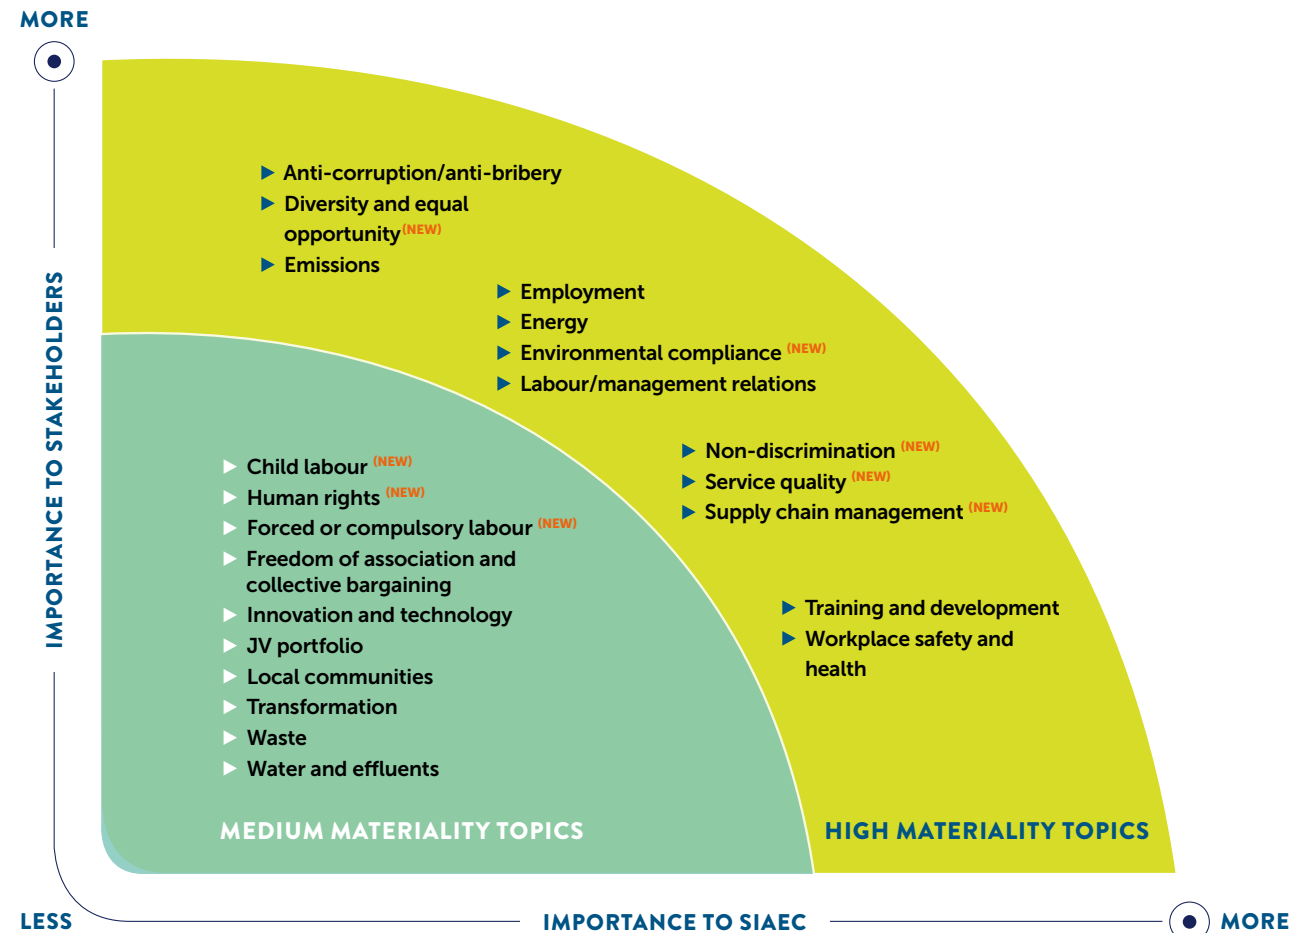 MORE
IMPORTANCE TO STAKEHOLDERS
Anti-corruption/anti-bribery
Diversity and equal
opportunity (NEW)
Emissions
Employment
Energy
Environmental compliance (NEW)
Labour/management relations
Non-discrimination (NEW)
Service quality (NEW)
Supply chain management (NEW)
Training and development
Workplace safety and
health
HIGH MATERIALITY TOPICS
Child labour (NEW)
Human rights (NEW)
Forced or compulsory labour (NEW)
Freedom of association and
collective bargaining
Innovation and technology
JV portfolio
Local communities
Transformation
Waste
Water and effluents
MEDIUM MATERIALITY TOPICS
LESS
IMPORTANCE TO SIAEC
MORE